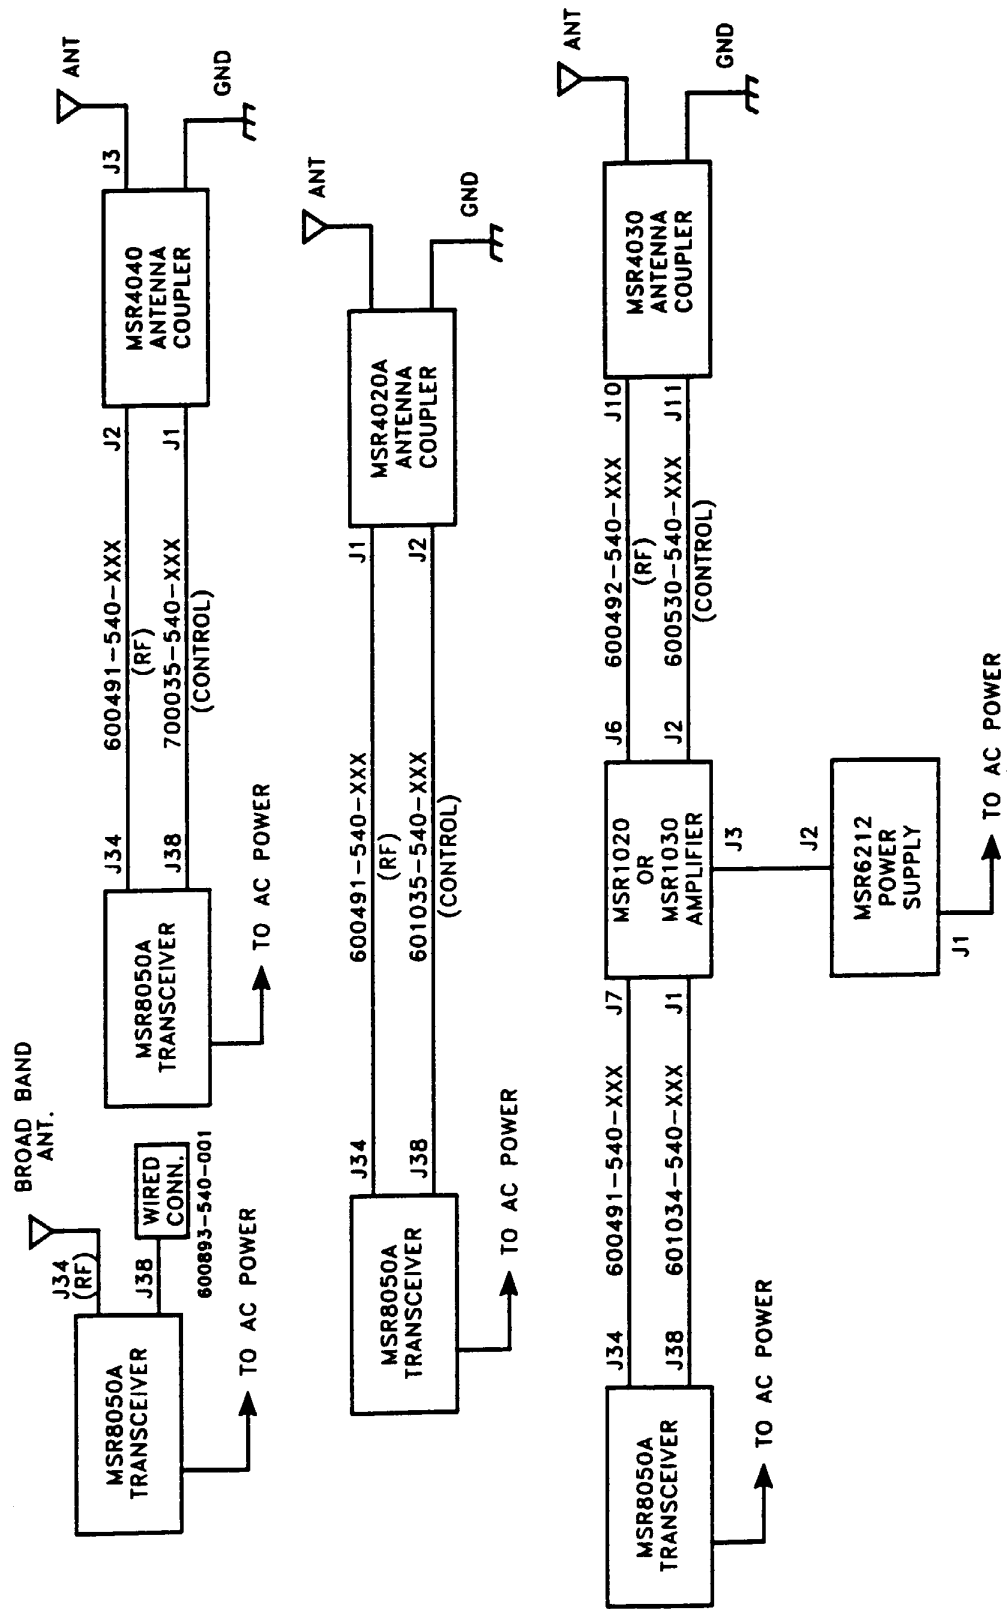 BROAD BAND
ANT.
J34
(RF)
J38
WIRED
CONN.
600893-540-001
MSR8050A
TRANSCEIVER
TO AC POWER
MSR8050A
TRANSCEIVER
TO AC POWER
J34
600491-540-XXX
(RF)
J2
J38
700035-540-XXX
(CONTROL)
J1
MSR4040
ANTENNA
COUPLER
J3
ANT
GND
MSR8050A
TRANSCEIVER
TO AC POWER
J34
600491-540-XXX
(RF)
J1
J38
601035-540-XXX
(CONTROL)
J2
MSR4020A
ANTENNA
COUPLER
ANT
GND
MSR8050A
TRANSCEIVER
TO AC POWER
J34
600491-540-XXX
J7
J38
601034-540-XXX
J1
MSR1020
OR
MSR1030
AMPLIFIER
J3
J2
MSR6212
POWER
SUPPLY
J1
TO AC POWER
J6
600492-540-XXX
(RF)
J10
J2
600530-540-XXX
(CONTROL)
J11
MSR4030
ANTENNA
COUPLER
ANT
GND